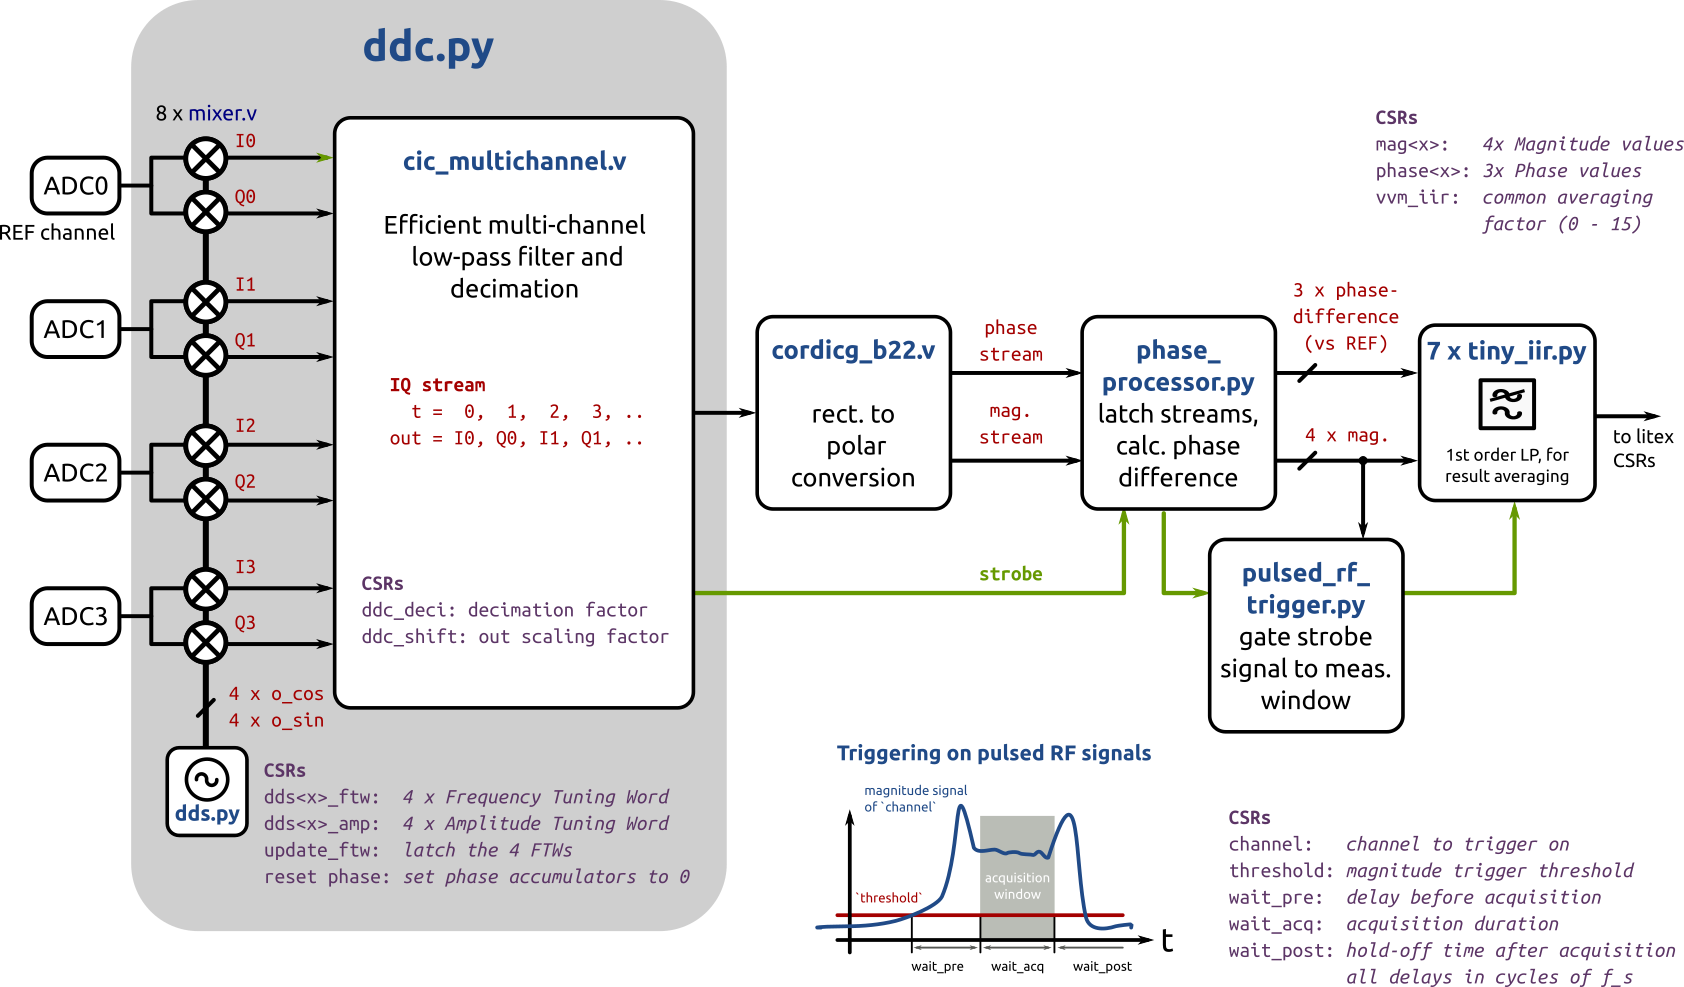 ddc.py
8 x mixer.v
I0
Q0
I1
Q1
I2
Q2
I3
Q3
ADC0
REF channel
ADC1
ADC2
ADC3
4 x o_cos
4 x o_sin
dds.py
CSRs
dds<x>_ftw: 4 x Frequency Tuning Word
dds<x>_amp: 4 x Amplitude Tuning Word
update_ftw: latch the 4 FTWs
reset phase: set phase accumulators to 0
cic_multichannel.v
Efficient multi-channel
low-pass filter and
decimation
IQ stream
t = 0, 1, 2, 3, ..
out = I0, Q0, I1, Q1, ..
CSRs
ddc_deci: decimation factor
ddc_shift: out scaling factor
cordicg_b22.v
rect. to
polar
conversion
phase
stream
mag.
stream
strobe
phase_
processor.py
latch streams,
calc. phase
difference
3 x phase-
difference
(vs REF)
4 x mag.
7 x tiny_iir.py
1st order LP, for
result averaging
to litex
CSRs
pulsed_rf_
trigger.py
gate strobe
signal to meas.
window
CSRs
mag<x>: 4x Magnitude values
phase<x>: 3x Phase values
vvm_iir: common averaging
factor (0 - 15)
Triggering on pulsed RF signals
magnitude signal
of `channel`
`threshold`
acquisition
window
t
wait_pre
wait_acq
wait_post
CSRs
channel: channel to trigger on
threshold: magnitude trigger threshold
wait_pre: delay before acquisition
wait_acq: acquisition duration
wait_post: hold-off time after acquisition
all delays in cycles of f_s